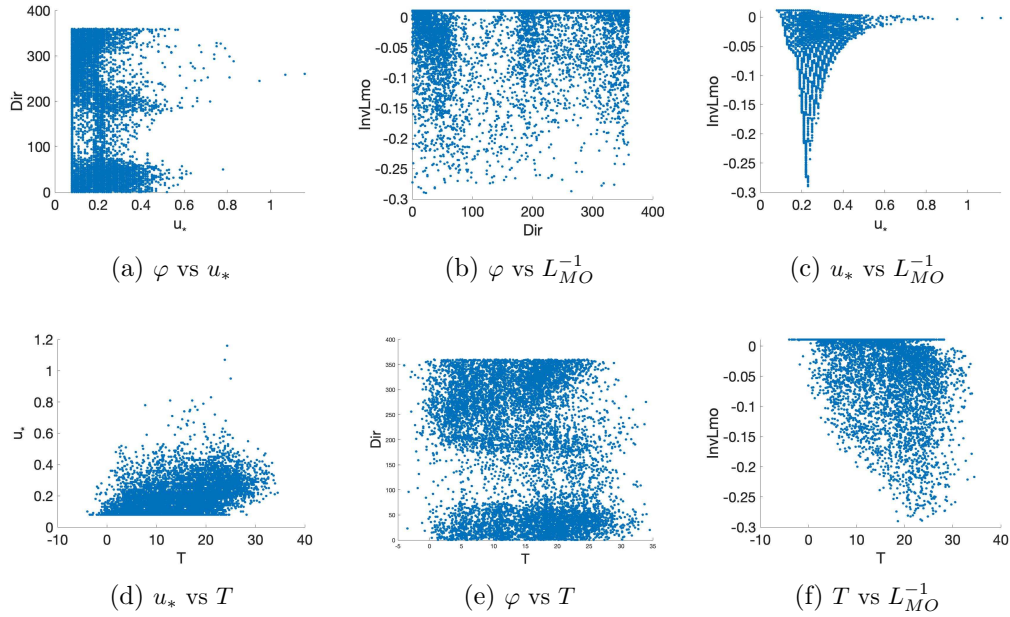 400
300
200
100
0
Dir
0.2 0.4 0.6 0.8 1
u*
(a) φ vs u*
0
-0.05
-0.1
-0.15
-0.2
-0.25
-0.3
InvLmo
0 100 200 300 400
Dir
(b) φ vs L_{MO}^{-1}
0
-0.05
-0.1
-0.15
-0.2
-0.25
-0.3
InvLmo
0 0.2 0.4 0.6 0.8 1
u*
(c) u* vs L_{MO}^{-1}
1.2
1
0.8
0.6
0.4
0.2
0
u*
-10 0 10 20 30 40
T
(d) u* vs T
400
350
300
250
200
150
100
50
0
Dir
-5 0 5 10 15 20 25 30 35
T
(e) φ vs T
0
-0.05
-0.1
-0.15
-0.2
-0.25
-0.3
InvLmo
-10 0 10 20 30 40
T
(f) T vs L_{MO}^{-1}